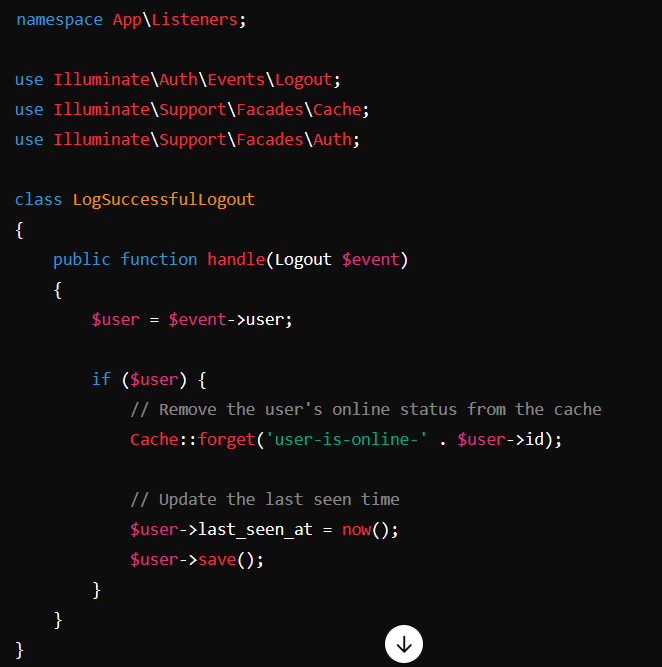 namespace App\Listeners;
use Illuminate\Auth\Events\Logout;
use Illuminate\Support\Facades\Cache;
use Illuminate\Support\Facades\Auth;
class LogSuccessfulLogout
{
public function handle(Logout $event)
{
$user = $event->user;
if ($user) {
// Remove the user's online status from the cache
Cache::forget('user-is-online-' . $user->id);
// Update the last seen time
$user->last_seen_at = now();
$user->save();
}
}
}